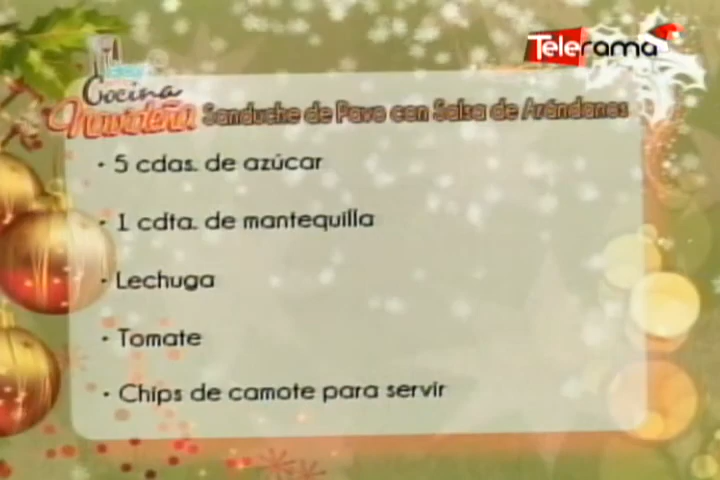 Telerama
Cocina
Navideña
Sanduche de Pavo con Salsa de Arándanos
• 5 cdas. de azúcar
• 1 cdta. de mantequilla
• Lechuga
• Tomate
• Chips de camote para servir